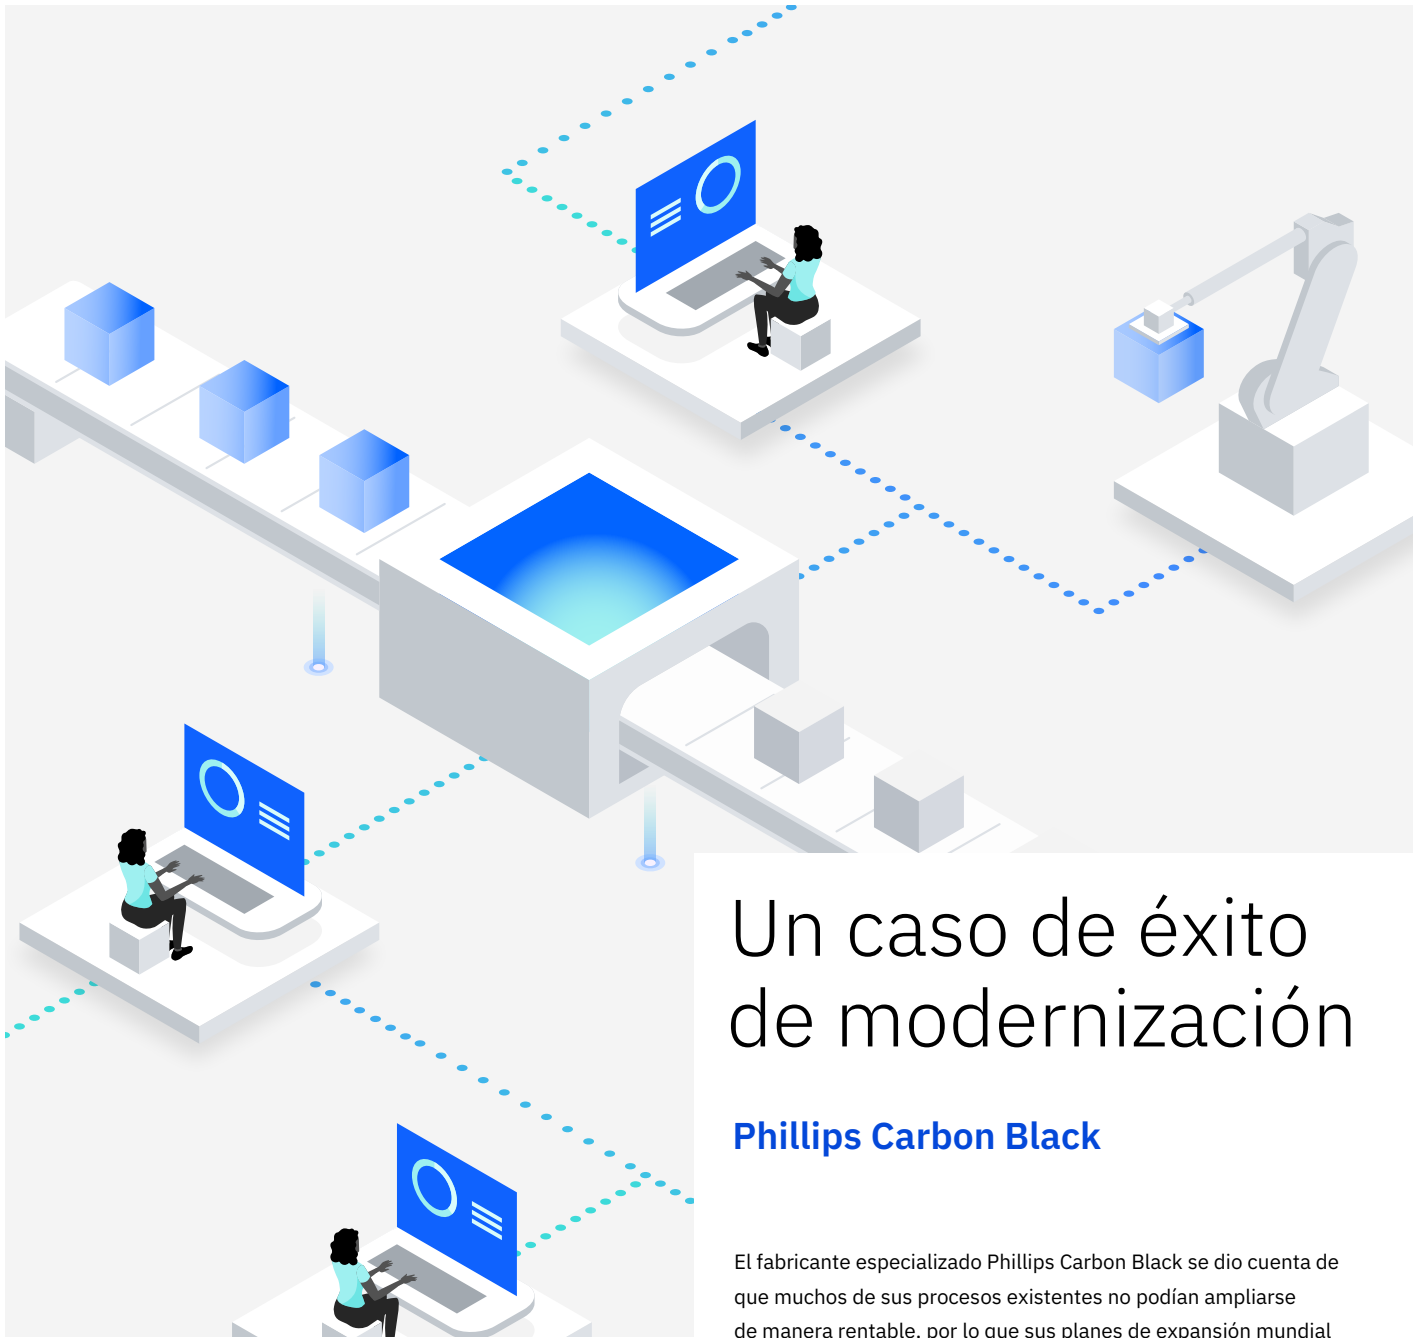 Un caso de éxito
de modernización
Phillips Carbon Black
El fabricante especializado Phillips Carbon Black se dio cuenta de
que muchos de sus procesos existentes no podían ampliarse
de manera rentable, por lo que sus planes de expansión mundial